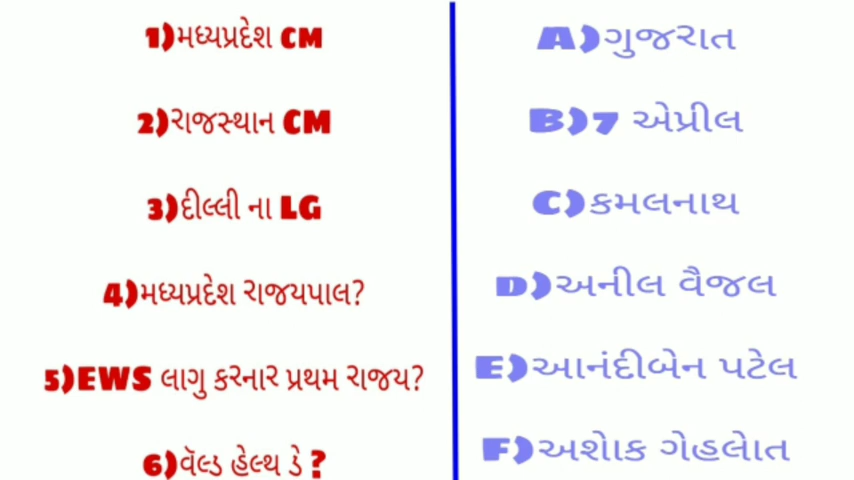 1)મધ્યપ્રદેશ CM
2)રાજસ્થાન CM
3)દીલ્લી ના LG
4)મધ્યપ્રદેશ રાજયપાલ?
5)EWS લાગુ કરનાર પ્રથમ રાજય?
6)વૅલ્ડ હેલ્થ ડે ?
A)ગુજરાત
B)7 એપ્રીલ
C)કમલનાથ
D)અનીલ વૈજલ
E)આનંદીબેન પટેલ
F)અશોક ગેહલોત